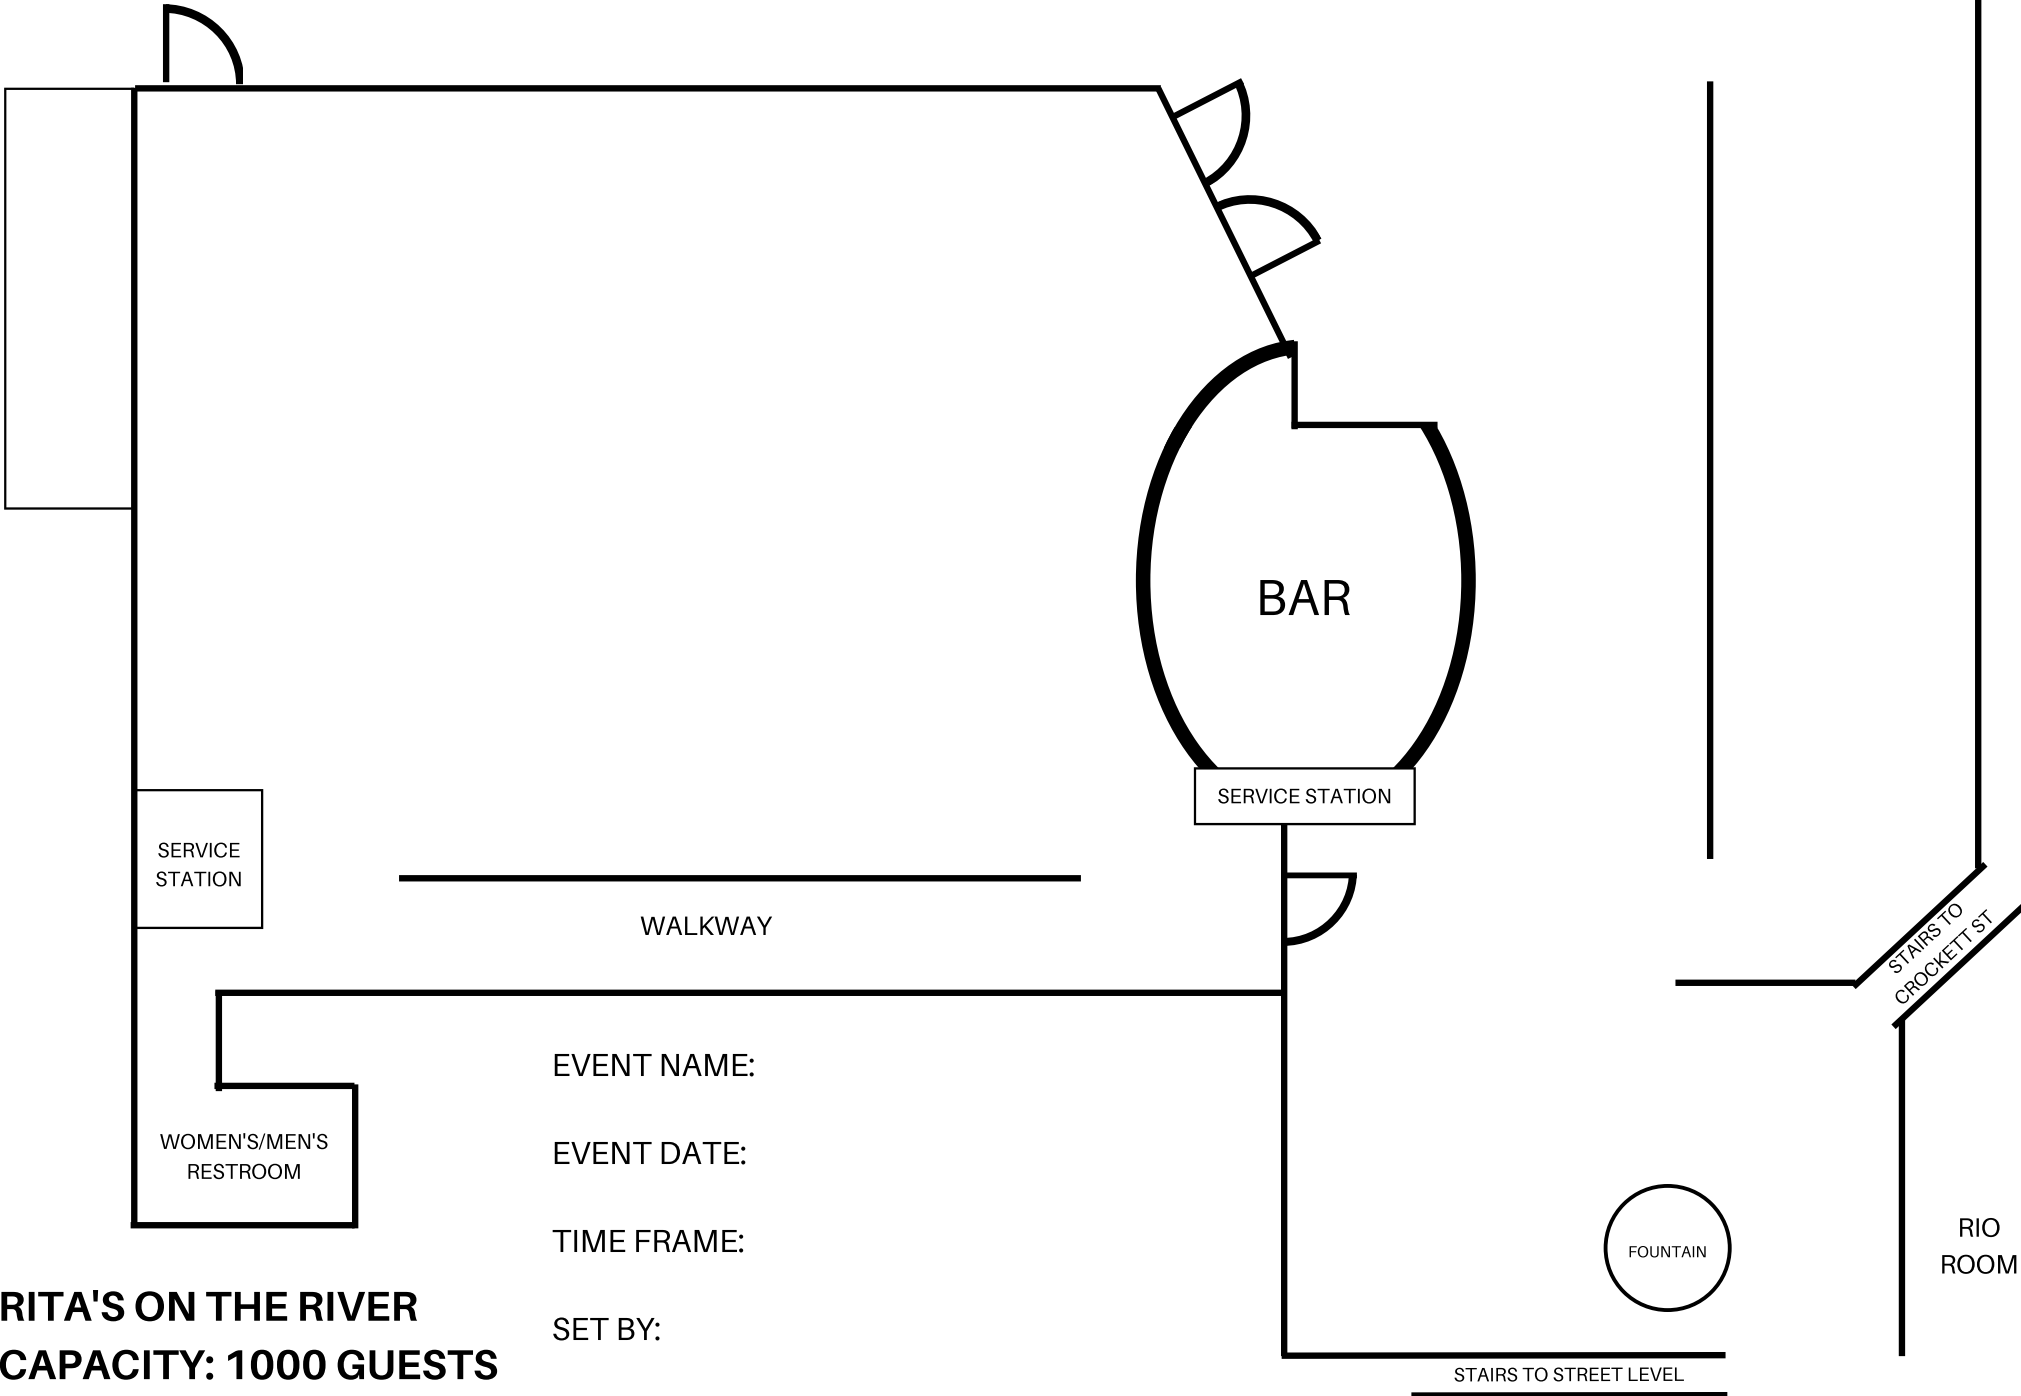 BAR
SERVICE STATION
SERVICE
STATION
WALKWAY
STAIRS TO
CROCKETT ST
EVENT NAME:
EVENT DATE:
TIME FRAME:
SET BY:
WOMEN'S/MEN'S
RESTROOM
FOUNTAIN
RIO
ROOM
RITA'S ON THE RIVER
CAPACITY: 1000 GUESTS
STAIRS TO STREET LEVEL